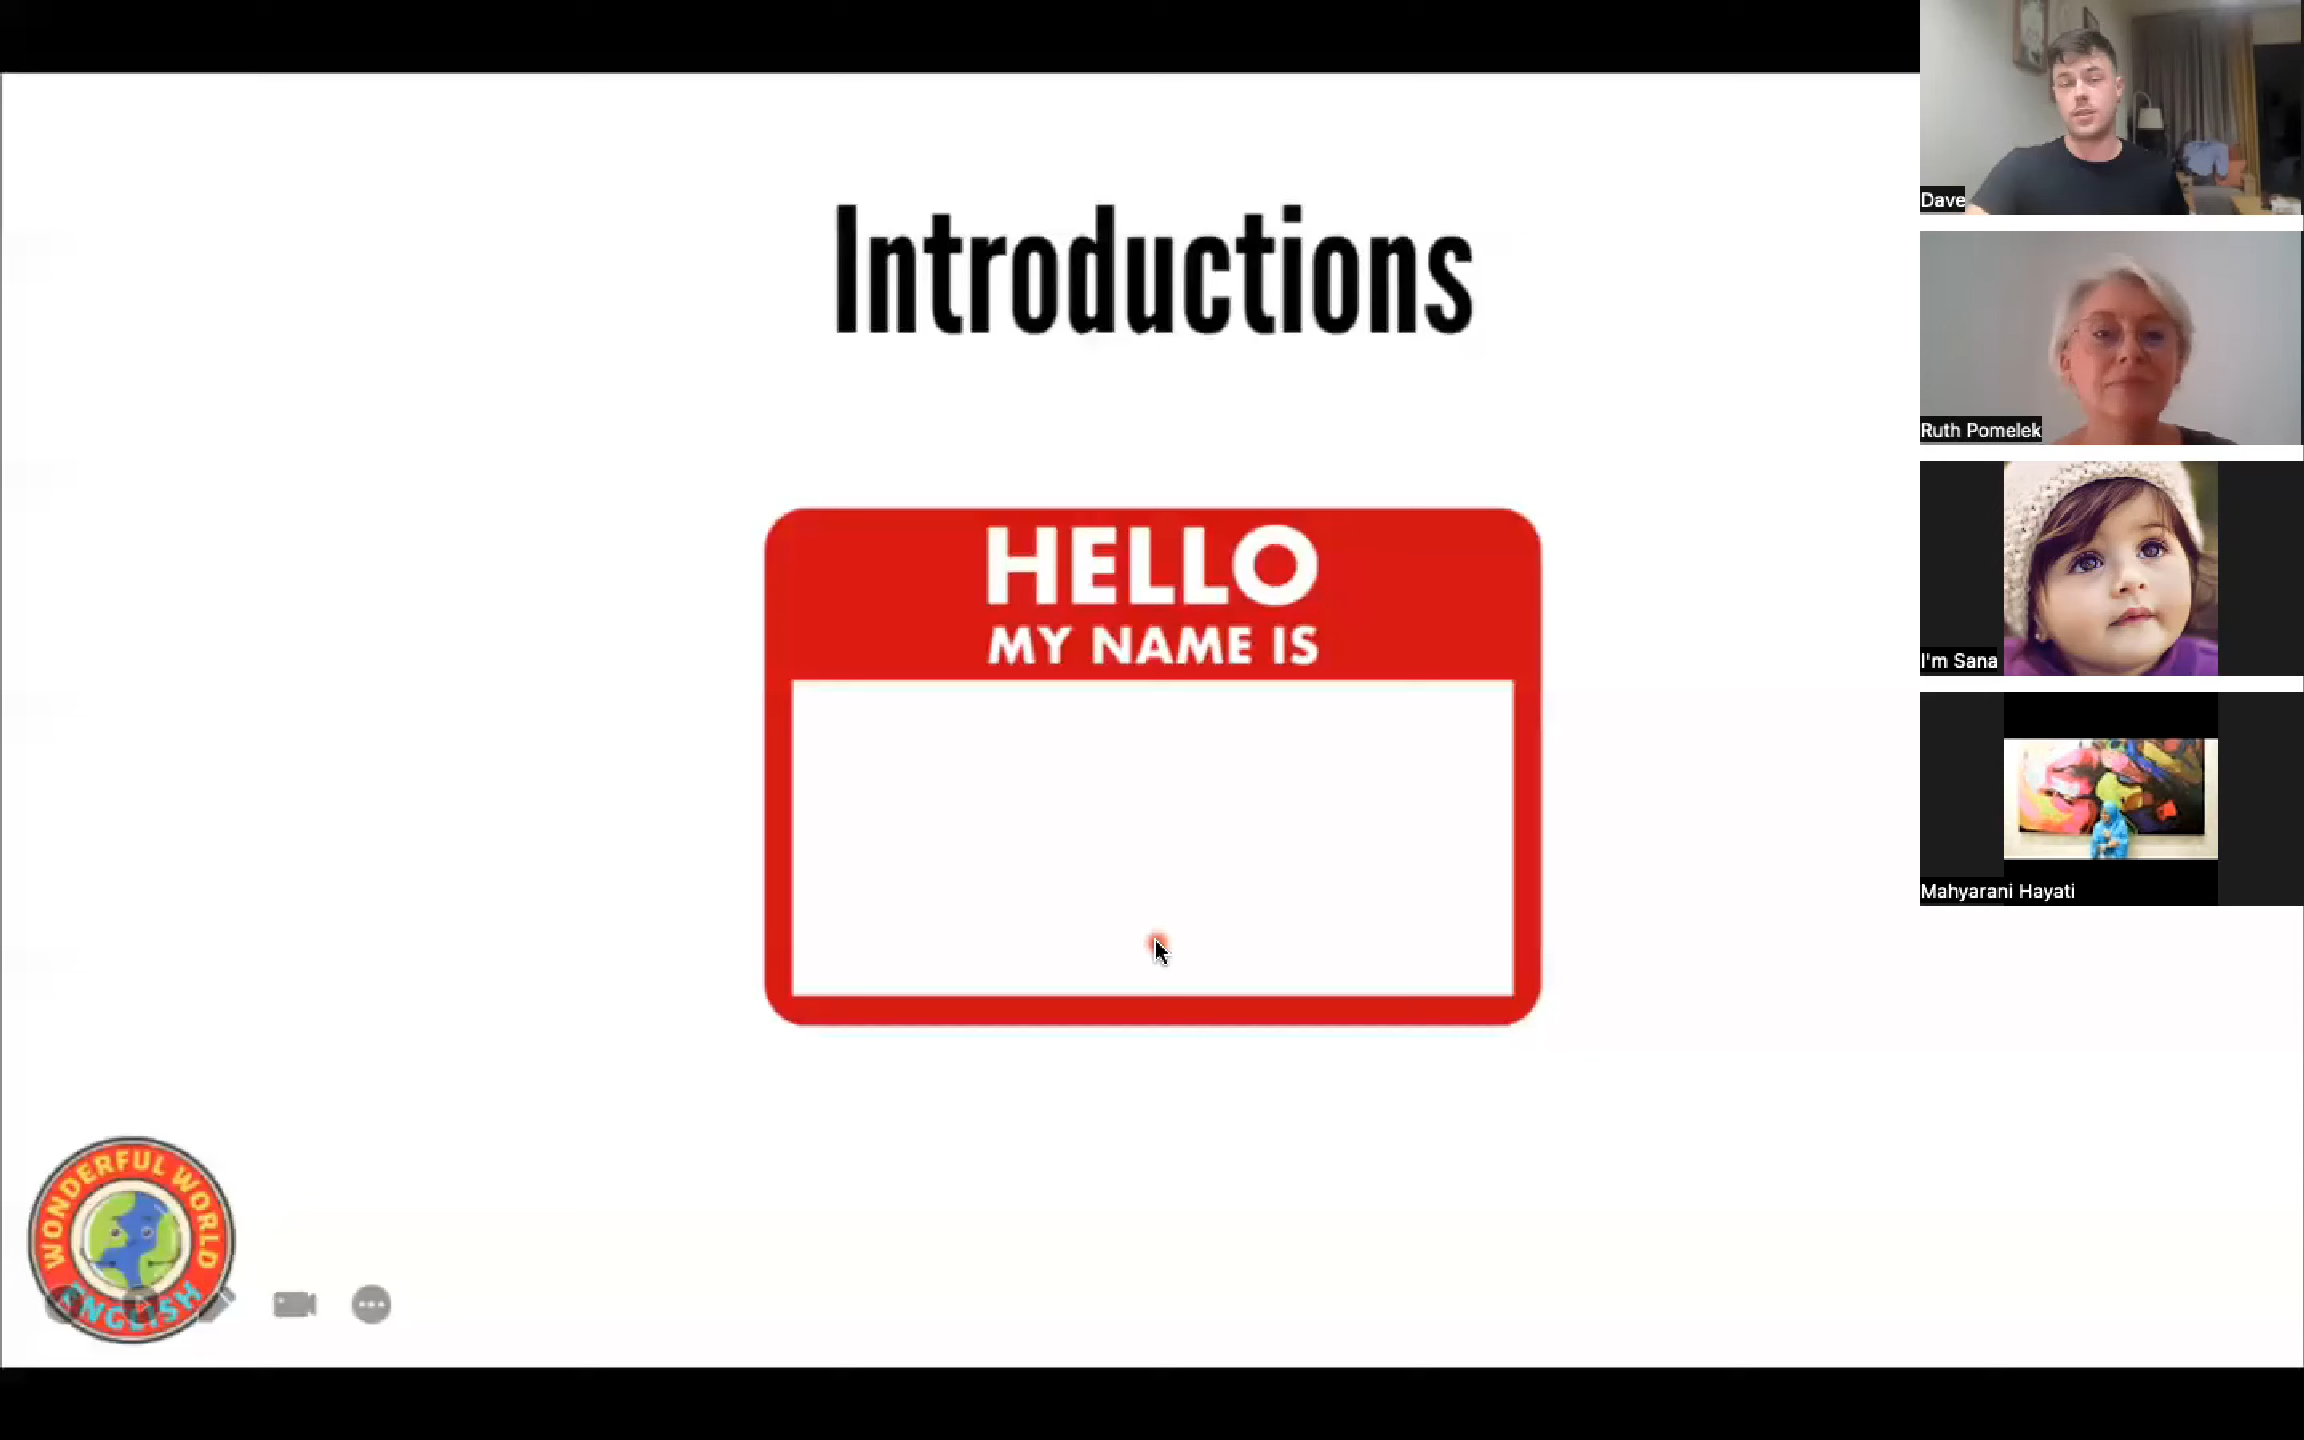 Introductions
HELLO
MY NAME IS
WONDERFUL WORLD
ENGLISH
Dave
Ruth Pomelek
I'm Sana
Mahyarani Hayati